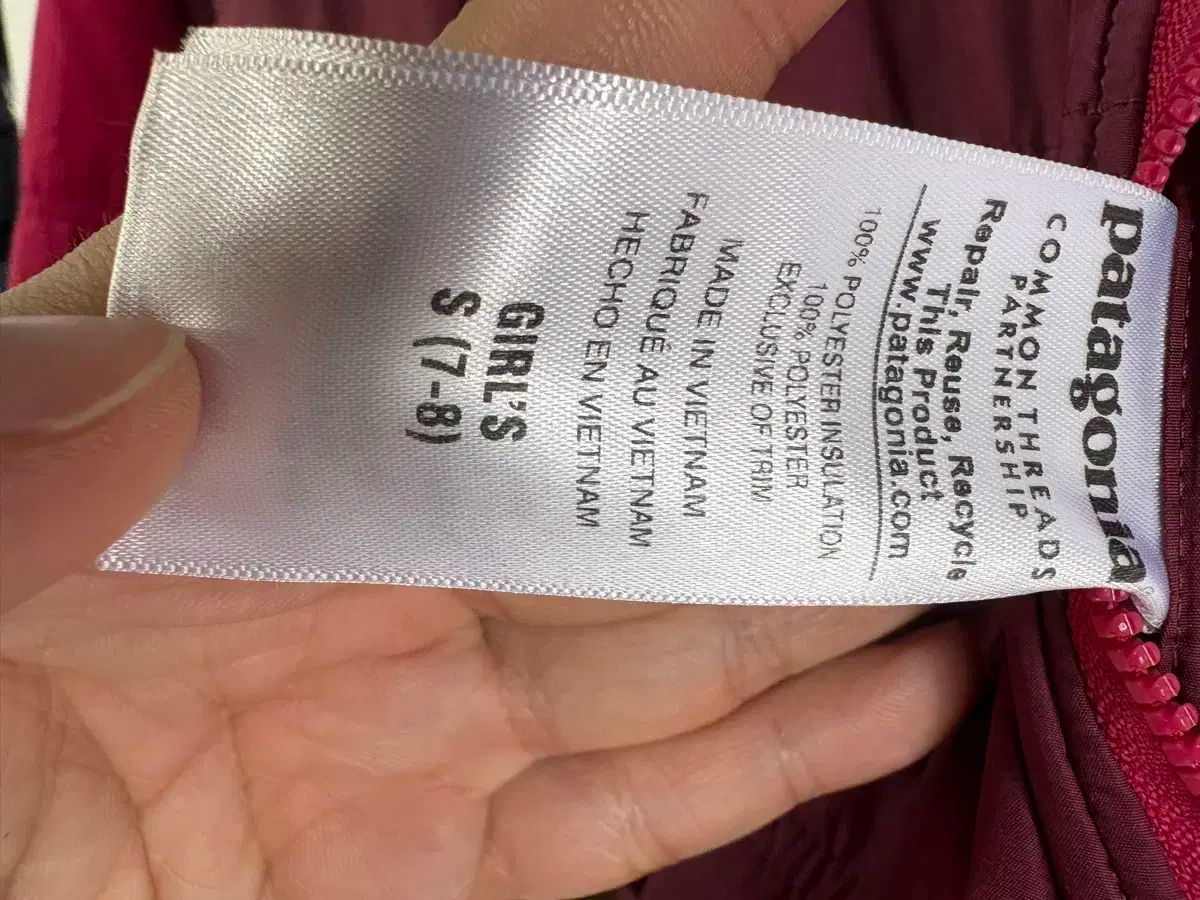 patagonia
COMMON THREADS
PARTNERSHIP
Repair, Reuse, Recycle
This Product
www.patagonia.com
100% POLYESTER INSULATION
100% POLYESTER
EXCLUSIVE OF TRIM
MADE IN VIETNAM
FABRIQUÉ AU VIETNAM
HECHO EN VIETNAM
GIRL'S
S (7-8)